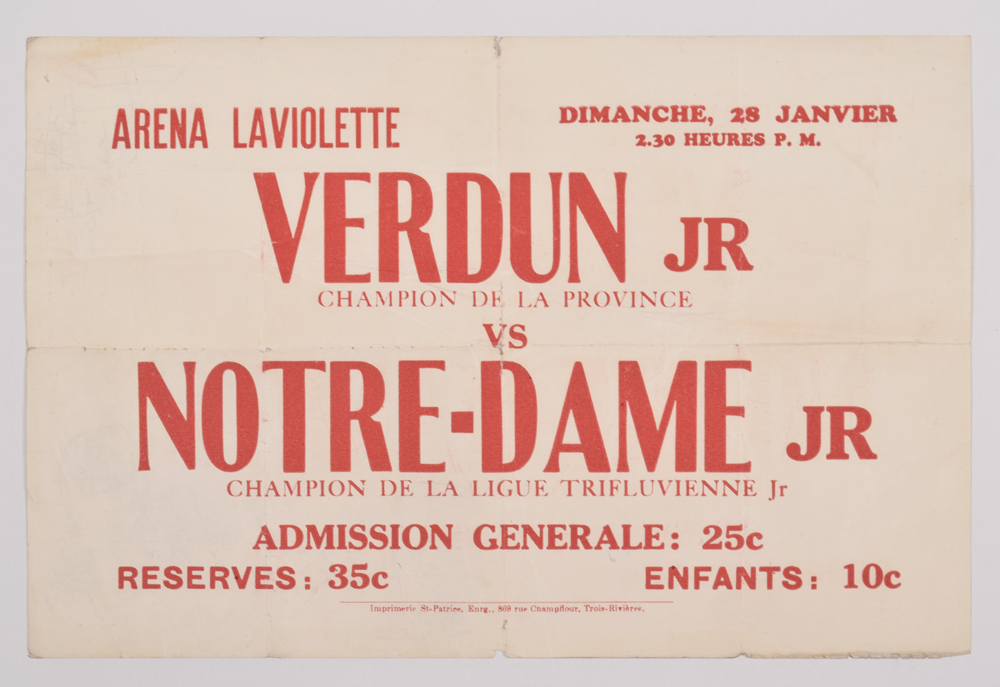 ARENA LAVIOLETTE
DIMANCHE, 28 JANVIER
2.30 HEURES P. M.
VERDUN JR
CHAMPION DE LA PROVINCE
VS
NOTRE-DAME JR
CHAMPION DE LA LIGUE TRIFLUVIENNE Jr
ADMISSION GENERALE: 25c
RESERVES: 35c
ENFANTS: 10c
Imprimerie St-Patrice, Enrg., 869 rue Champflour, Trois-Rivières.